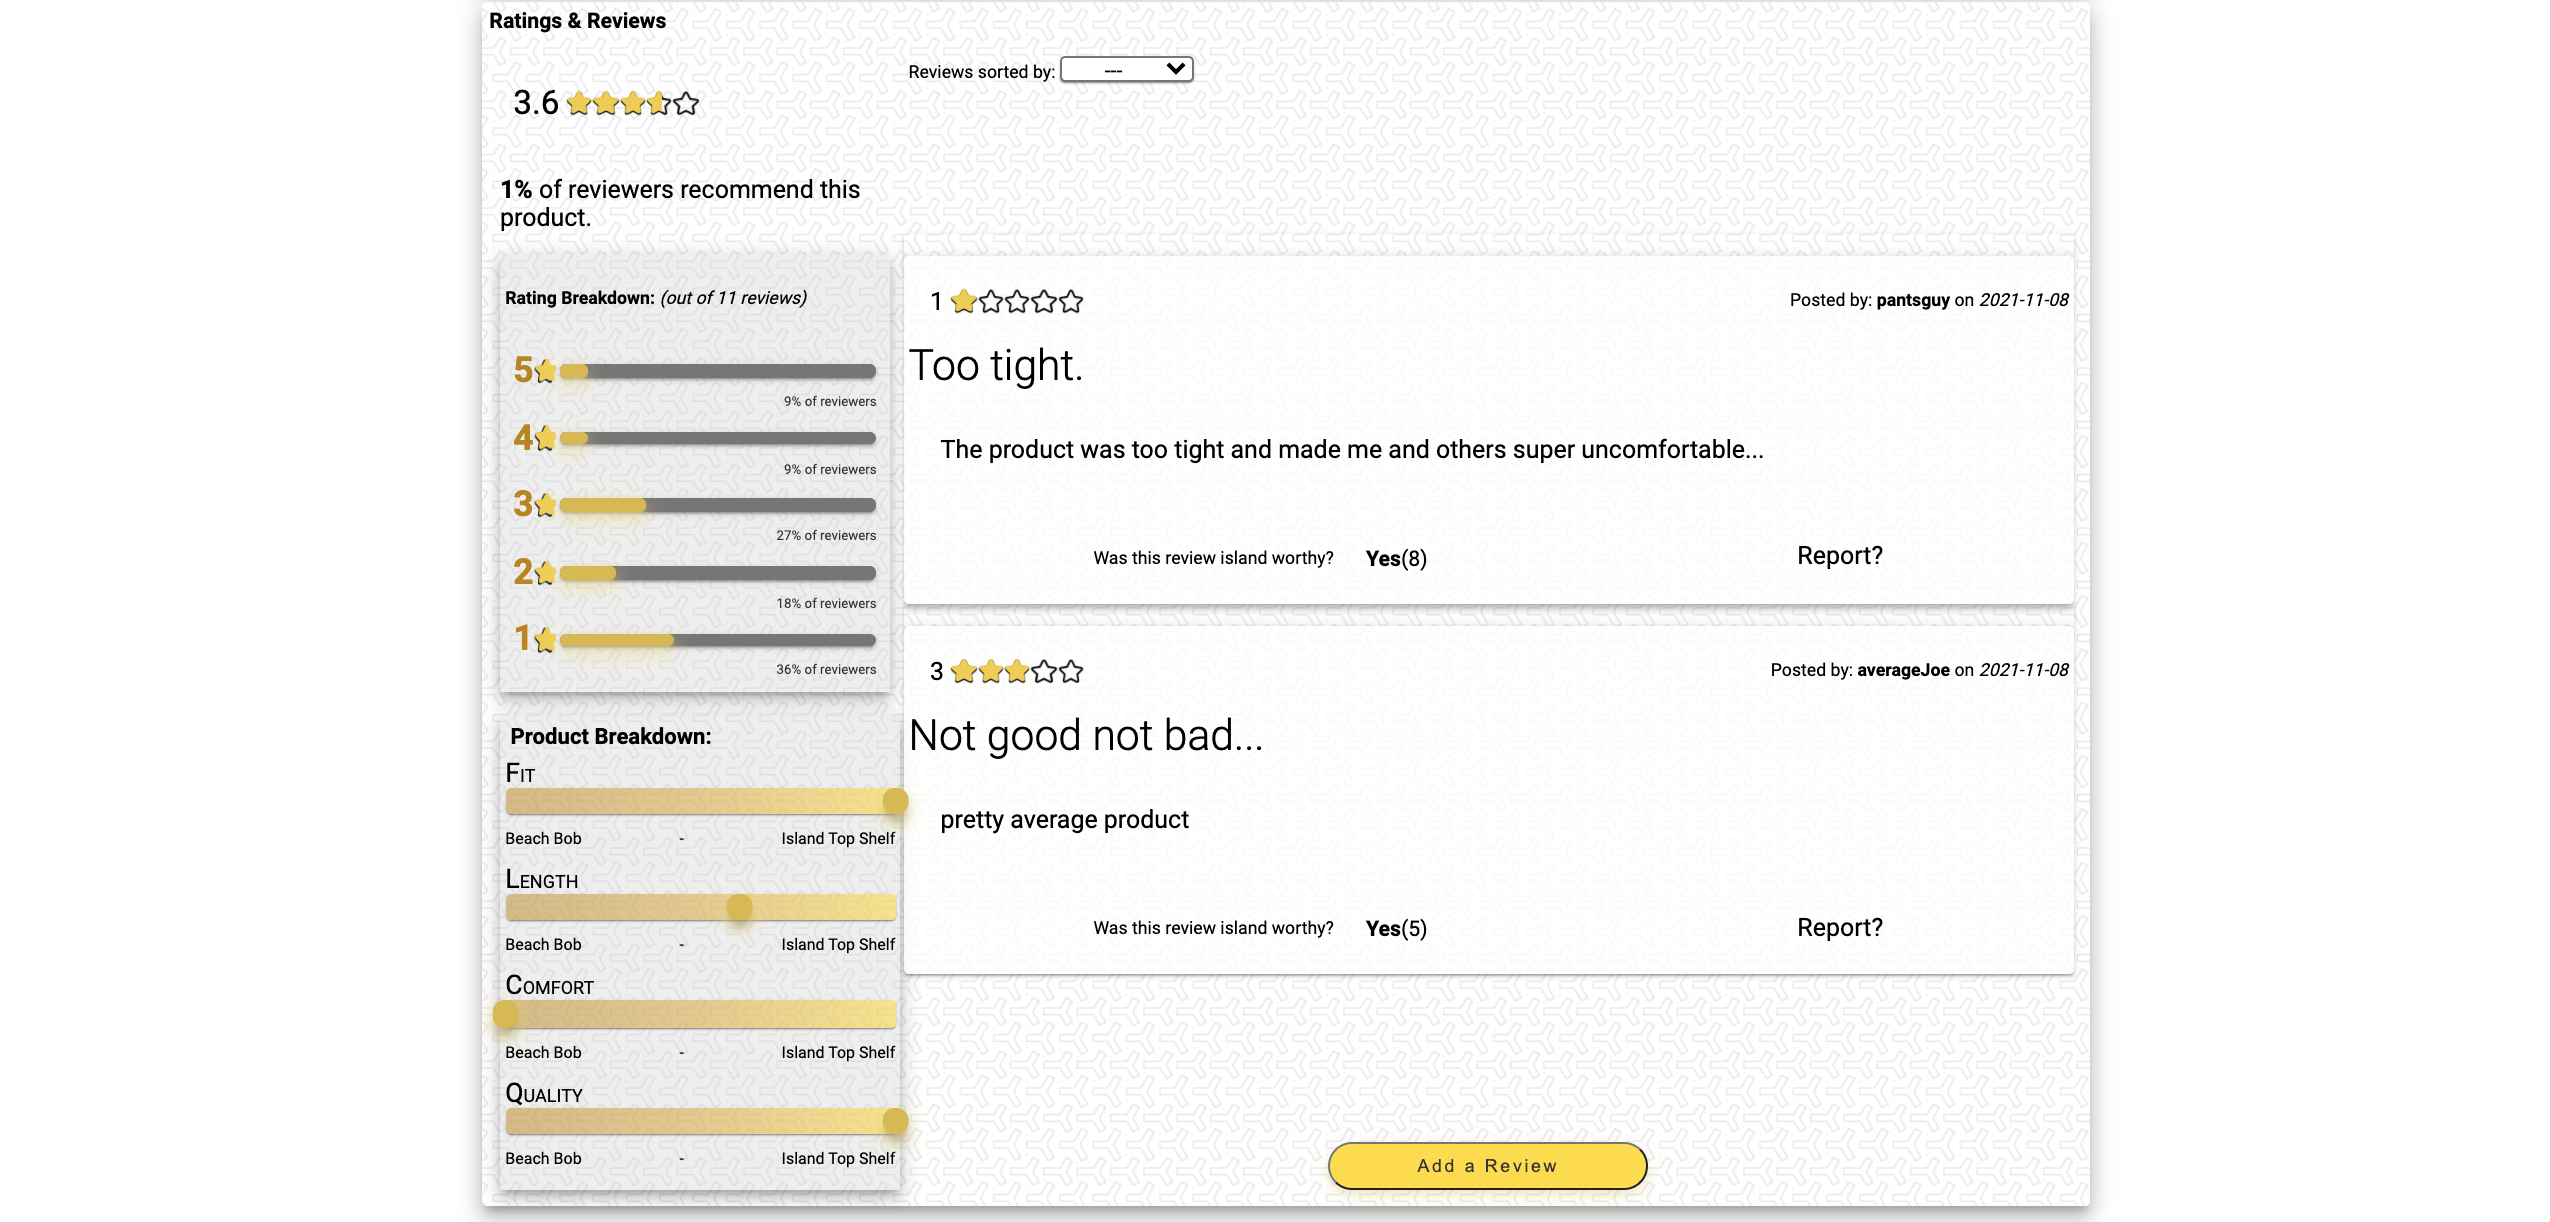 Ratings & Reviews
Reviews sorted by: ---
3.6
1% of reviewers recommend this
product.
Rating Breakdown: (out of 11 reviews)
5
9% of reviewers
4
9% of reviewers
3
27% of reviewers
2
18% of reviewers
1
36% of reviewers
Product Breakdown:
Fit
Beach Bob - Island Top Shelf
Length
Beach Bob - Island Top Shelf
Comfort
Beach Bob - Island Top Shelf
Quality
Beach Bob - Island Top Shelf
1 Posted by: pantsguy on 2021-11-08
Too tight.
The product was too tight and made me and others super uncomfortable...
Was this review island worthy? Yes(8) Report?
3 Posted by: averageJoe on 2021-11-08
Not good not bad...
pretty average product
Was this review island worthy? Yes(5) Report?
Add a Review